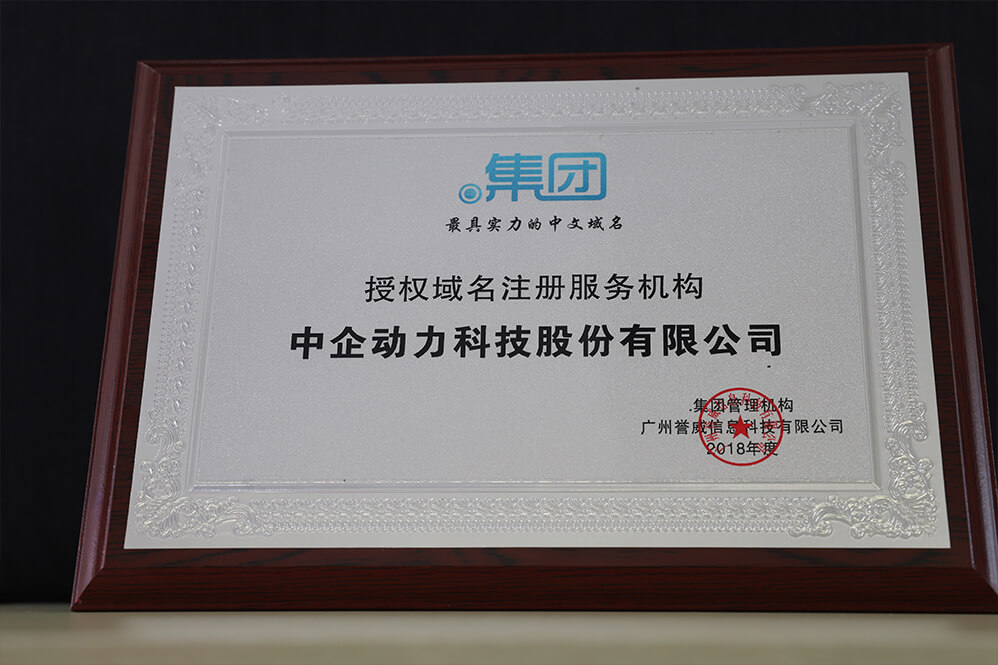 .集团
最具实力的中文域名
授权域名注册服务机构
中企动力科技股份有限公司
.集团管理机构
广州誉威信息科技有限公司
2018年度